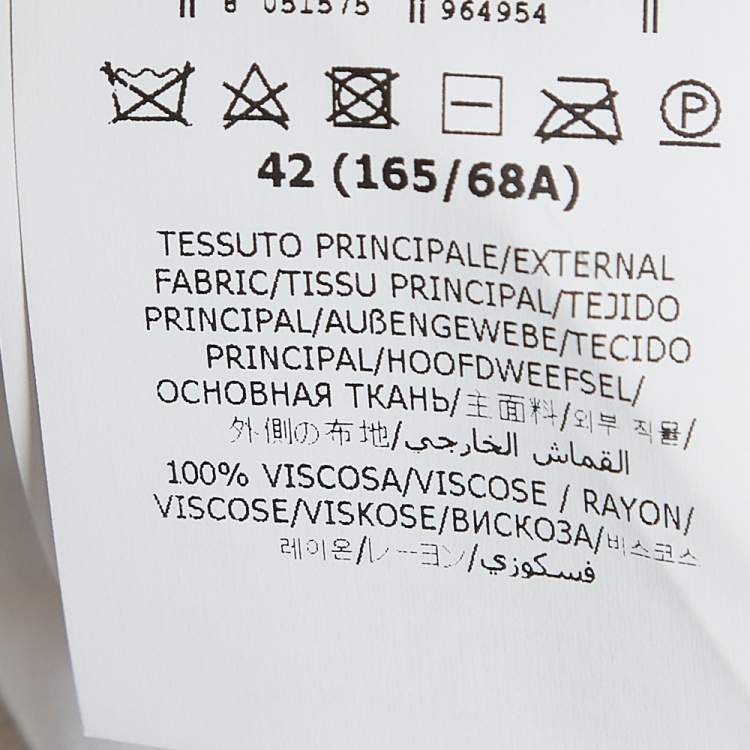 8 051575 964954
P
42 (165/68A)
TESSUTO PRINCIPALE/EXTERNAL
FABRIC/TISSU PRINCIPAL/TEJIDO
PRINCIPAL/AUßENGEWEBE/TECIDO
PRINCIPAL/HOOFDWEEFSEL/
ОСНОВНАЯ ТКАНЬ/主面料/외부 직물/
外側の布地/القماش الخارجي
100% VISCOSA/VISCOSE / RAYON/
VISCOSE/VISKOSE/ВИСКОЗА/비스코스
레이온/レーヨン/فسكوزي